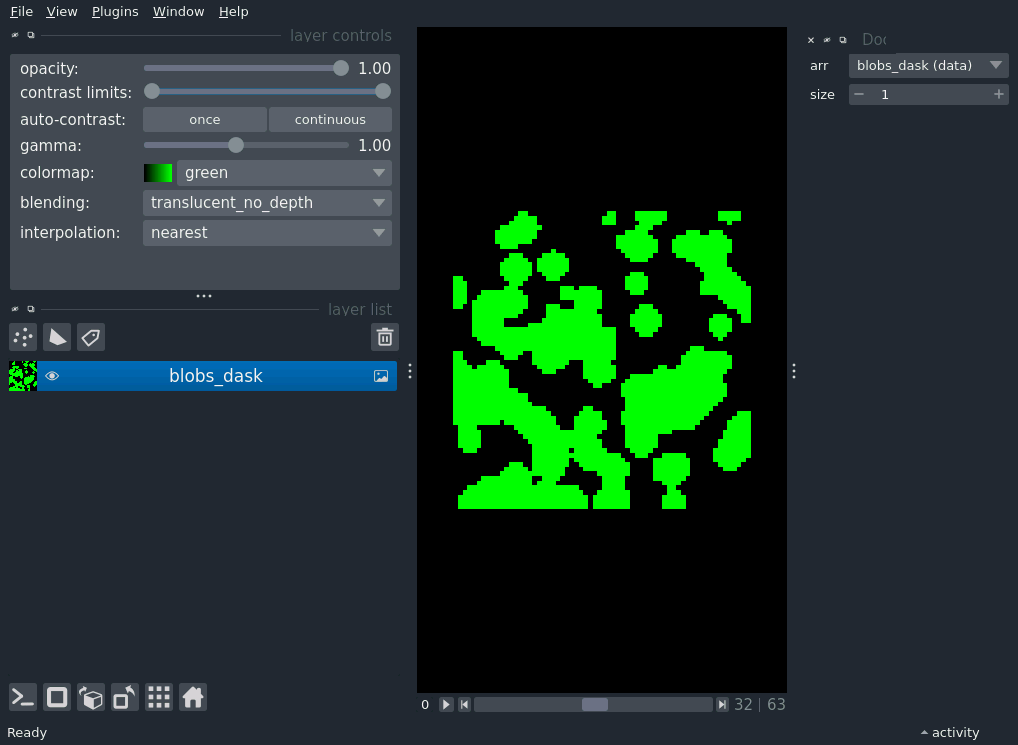 File View Plugins Window Help
layer controls
opacity: 1.00
contrast limits:
auto-contrast: once continuous
gamma: 1.00
colormap: green
blending: translucent_no_depth
interpolation: nearest
layer list
blobs_dask
0 32 | 63
Ready
activity
arr blobs_dask (data)
size 1